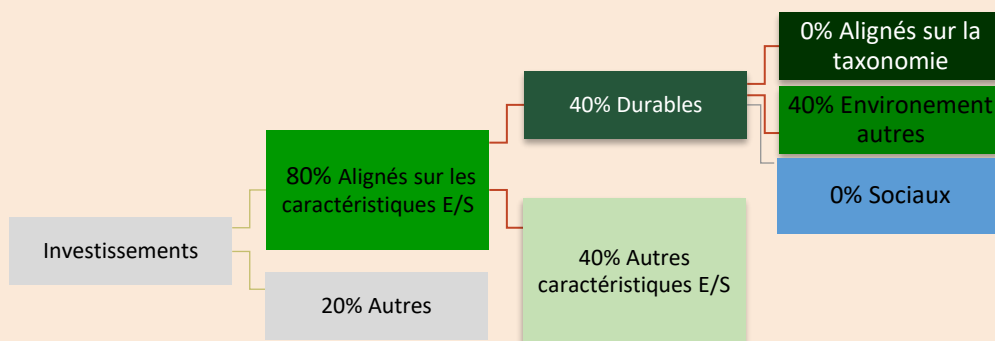 Investissements
80% Alignés sur les
caractéristiques E/S
20% Autres
40% Durables
40% Autres
caractéristiques E/S
0% Alignés sur la
taxonomie
40% Environement
autres
0% Sociaux